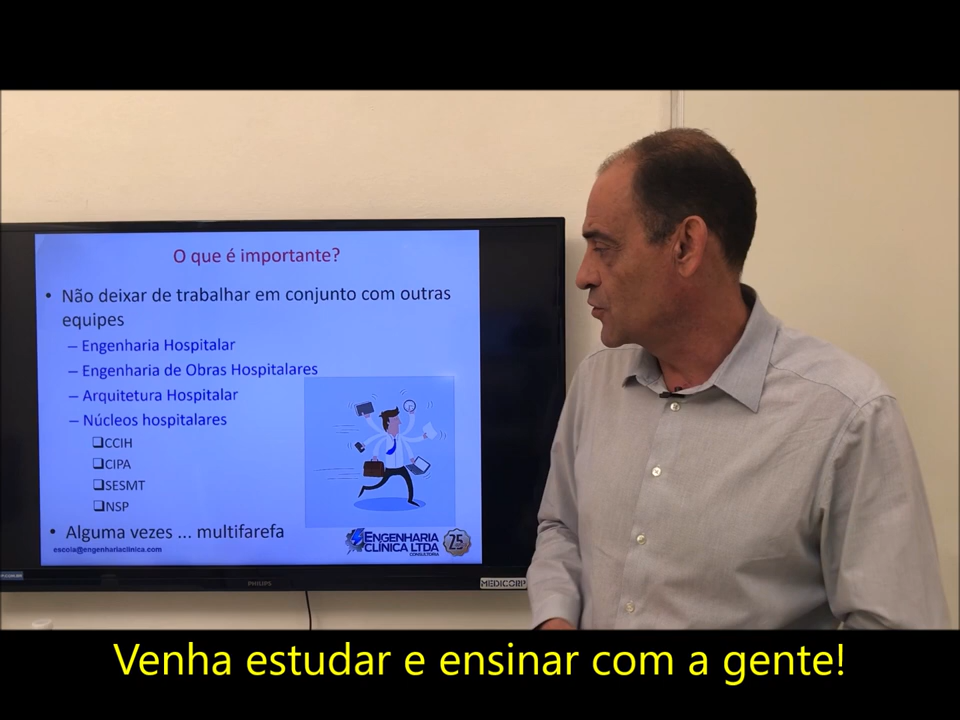 O que é importante?
• Não deixar de trabalhar em conjunto com outras
equipes
– Engenharia Hospitalar
– Engenharia de Obras Hospitalares
– Arquitetura Hospitalar
– Núcleos hospitalares
❑CCIH
❑CIPA
❑SESMT
❑NSP
• Alguma vezes ... multifarefa
escola@engenhariaclinica.com
ENGENHARIA
CLÍNICA LTDA
CONSULTORIA
25
PHILIPS
MEDICORP
Venha estudar e ensinar com a gente!